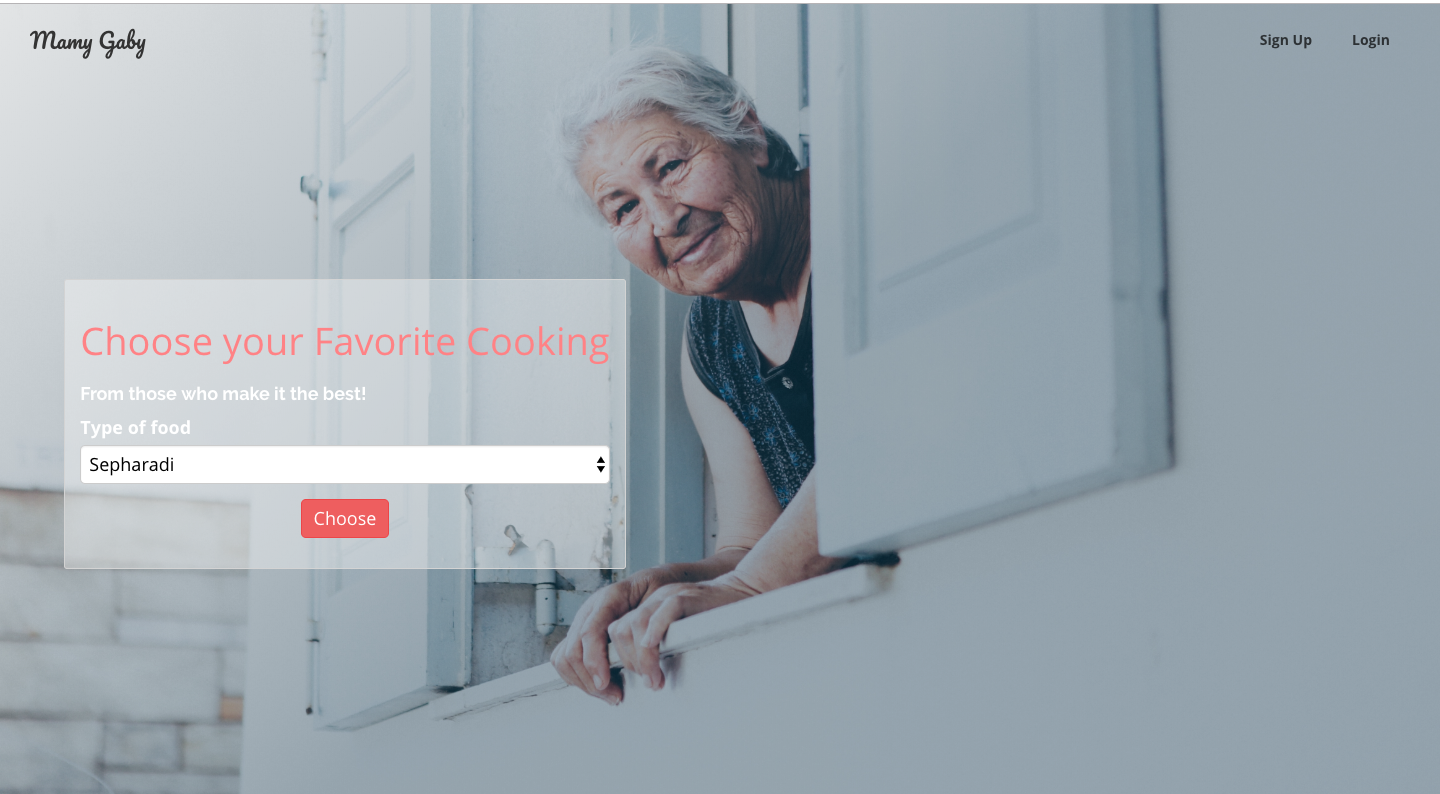 Mamy Gaby
Sign Up
Login
Choose your Favorite Cooking
From those who make it the best!
Type of food
Sepharadi
Choose